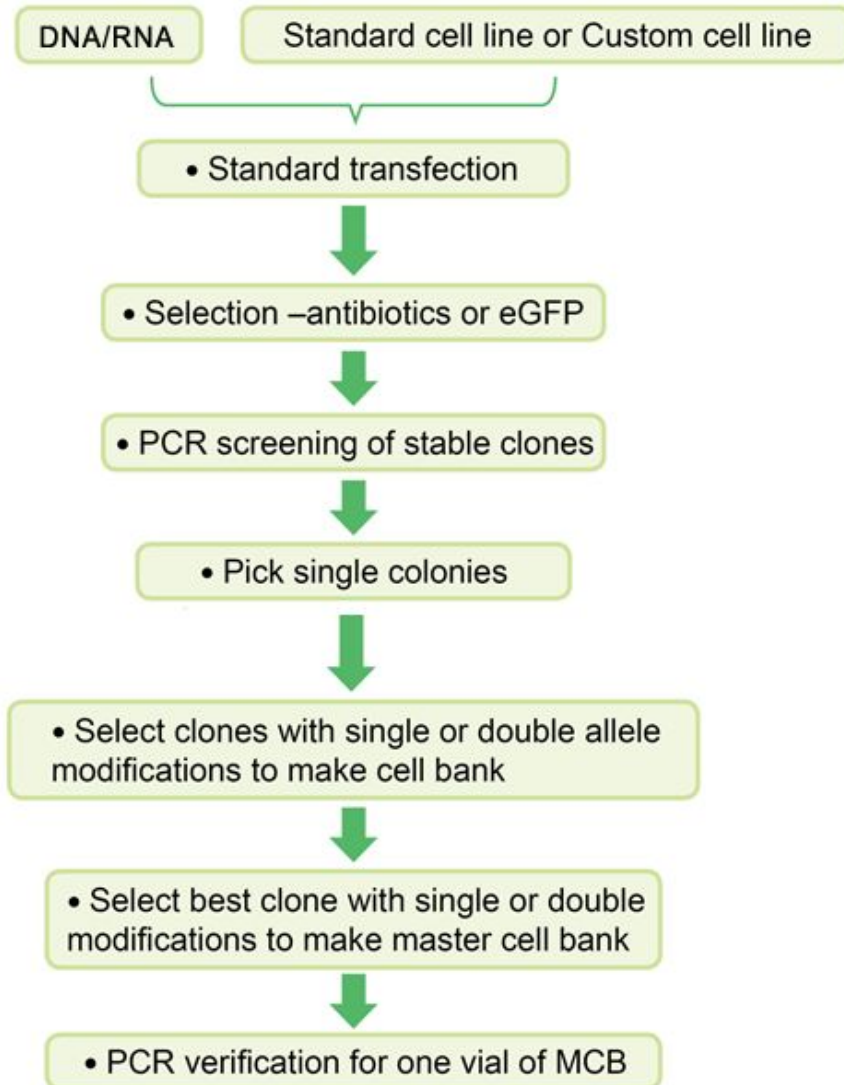 DNA/RNA
Standard cell line or Custom cell line
• Standard transfection
• Selection –antibiotics or eGFP
• PCR screening of stable clones
• Pick single colonies
• Select clones with single or double allele
modifications to make cell bank
• Select best clone with single or double
modifications to make master cell bank
• PCR verification for one vial of MCB